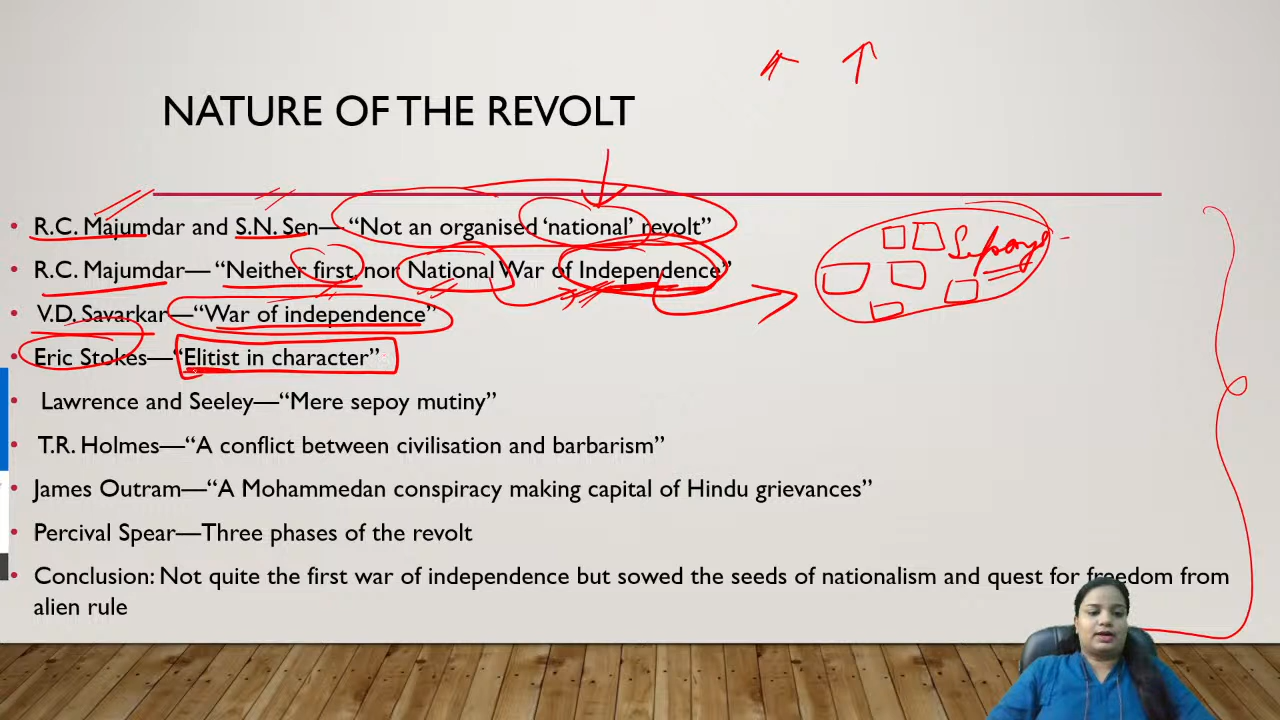 NATURE OF THE REVOLT
• R.C. Majumdar and S.N. Sen—“Not an organised ‘national’ revolt”
• R.C. Majumdar—“Neither first, nor National War of Independence”
Sepoys
• V.D. Savarkar—“War of independence”
• Eric Stokes—“Elitist in character”
• Lawrence and Seeley—“Mere sepoy mutiny”
• T.R. Holmes—“A conflict between civilisation and barbarism”
• James Outram—“A Mohammedan conspiracy making capital of Hindu grievances”
• Percival Spear—Three phases of the revolt
• Conclusion: Not quite the first war of independence but sowed the seeds of nationalism and quest for freedom from
alien rule